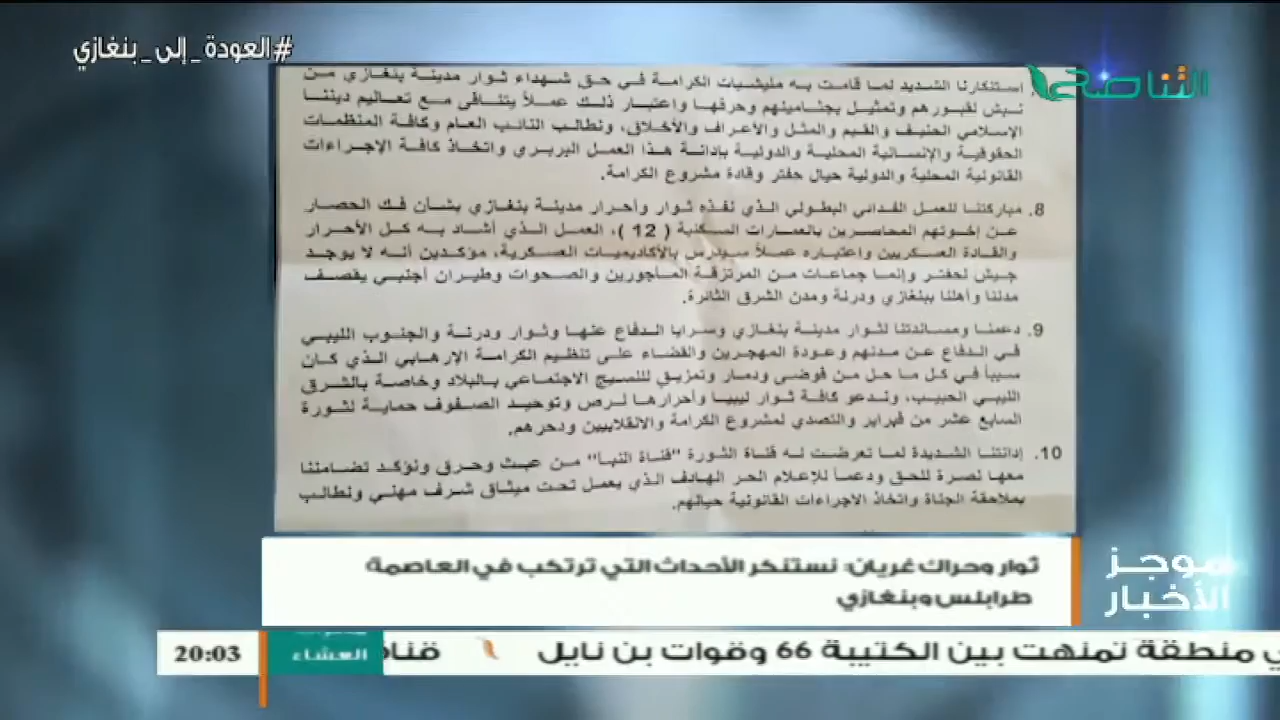 #العودة_إلى_بنغازي
التناصح
استنكارنا الشديد لما قامت به مليشيات الكرامة في حق شهداء ثوار مدينة بنغازي من
نبش لقبورهم وتمثيل بجثامينهم وحرقها واعتبار ذلك عملاً يتنافى مع تعاليم ديننا
الإسلامي الحنيف والقيم والمثل والأعراف والأخلاق، ونطالب النائب العام وكافة المنظمات
الحقوقية والإنسانية المحلية والدولية بإدانة هذا العمل البربري واتخاذ كافة الإجراءات
القانونية المحلية والدولية حيال حفتر وقادة مشروع الكرامة.
8. مباركتنا للعمل الفدائي البطولي الذي نفذه ثوار وأحرار مدينة بنغازي بشأن فك الحصار
عن إخوتهم المحاصرين بالعمارات السكنية ( 12 )، العمل الذي أشاد به كل الأحرار
والقادة العسكريين واعتباره عملاً سيدرس بالأكاديميات العسكرية، مؤكدين أنه لا يوجد
جيش لحفتر وإنما جماعات من المرتزقة المأجورين والصحوات وطيران أجنبي يقصف
مدننا وأهلنا ببنغازي ودرنة ومدن الشرق الثائرة.
9. دعمنا ومساندتنا لثوار مدينة بنغازي وسرايا الدفاع عنها وثوار ودرنة والجنوب الليبي
في الدفاع عن مدنهم وعودة المهجرين والقضاء على تنظيم الكرامة الإرهابي الذي كان
سبباً في كل ما حل من فوضى ودمار وتمزيق للنسيج الاجتماعي بالبلاد وخاصة بالشرق
الليبي الحبيب، وندعو كافة ثوار ليبيا وأحرارها لرص وتوحيد الصفوف حماية لثورة
السابع عشر من فبراير والتصدي لمشروع الكرامة والانقلابيين ودحرهم.
10. إدانتنا الشديدة لما تعرضت له قناة الثورة "قناة النبا" من عبث وحرق ونؤكد تضامننا
معها نصرة للحق ودعماً للإعلام الحر الهادف الذي يعمل تحت ميثاق شرف مهني ونطالب
بملاحقة الجناة واتخاذ الاجراءات القانونية حيالهم.
موجز
الأخبار
ثوار وحراك غريان: نستنكر الأحداث التي ترتكب في العاصمة
طرابلس وبنغازي
منطقة تمنهت بين الكتيبة 66 وقوات بن نايل
العشاء
20:03